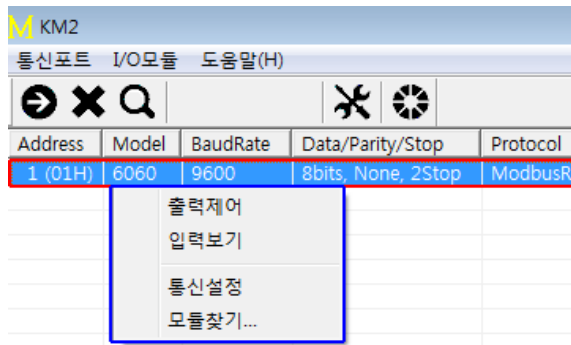 M KM2
통신포트 I/O모듈 도움말(H)
Address Model BaudRate Data/Parity/Stop Protocol
1 (01H) 6060 9600 8bits, None, 2Stop ModbusR
출력제어
입력보기
통신설정
모듈찾기...